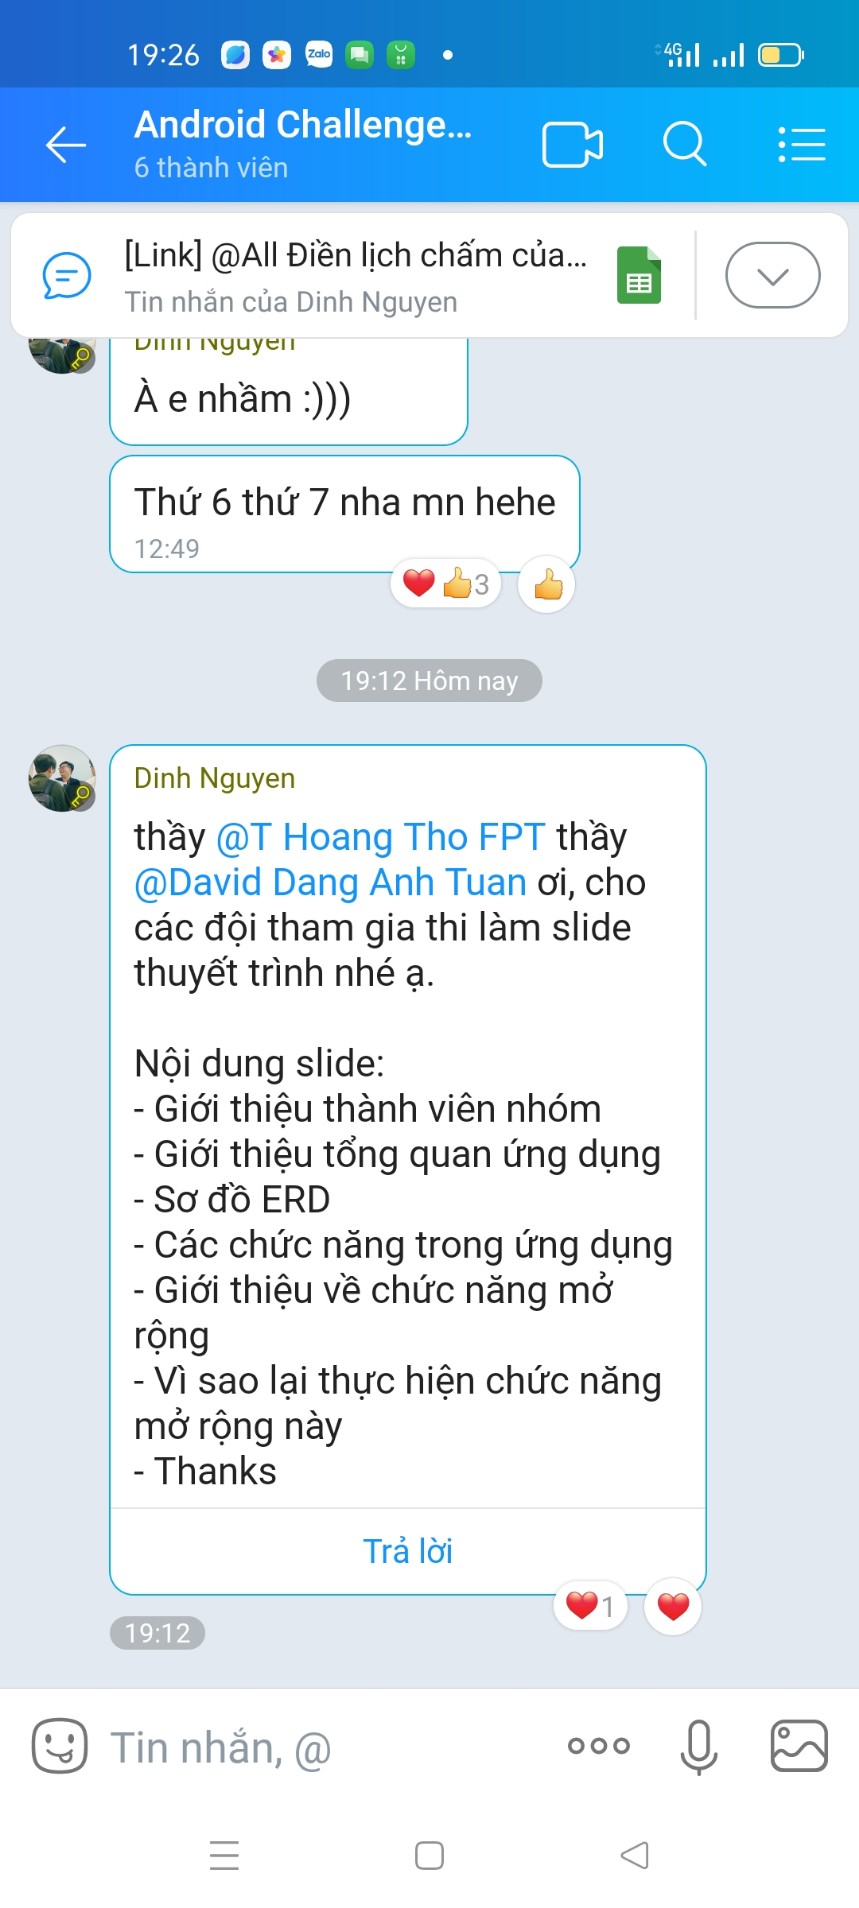 19:26
Zalo
4G
Android Challenge...
6 thành viên
[Link] @All Điền lịch chấm của...
Tin nhắn của Dinh Nguyen
Dinh Nguyen
À e nhầm :)))
Thứ 6 thứ 7 nha mn hehe
12:49
3
19:12 Hôm nay
Dinh Nguyen
thầy @T Hoang Tho FPT thầy
@David Dang Anh Tuan ơi, cho
các đội tham gia thi làm slide
thuyết trình nhé ạ.
Nội dung slide:
- Giới thiệu thành viên nhóm
- Giới thiệu tổng quan ứng dụng
- Sơ đồ ERD
- Các chức năng trong ứng dụng
- Giới thiệu về chức năng mở
rộng
- Vì sao lại thực hiện chức năng
mở rộng này
- Thanks
Trả lời
1
19:12
Tin nhắn, @